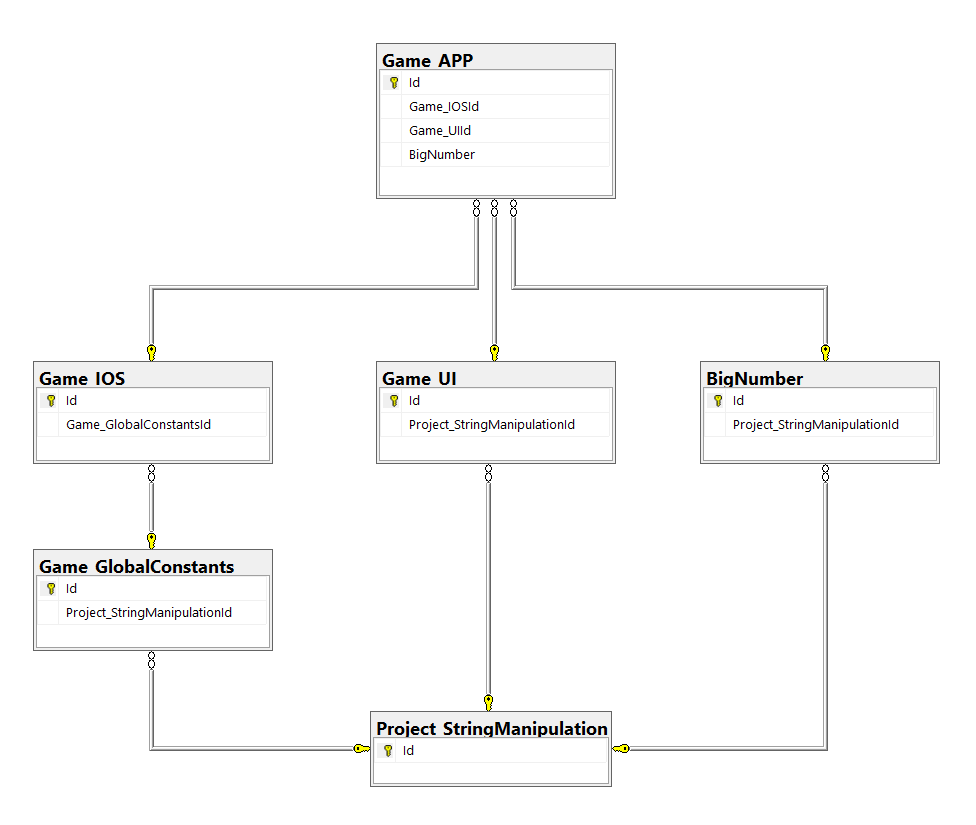 Game_APP
Id
Game_IOSId
Game_UIId
BigNumber
Game_IOS
Id
Game_GlobalConstantsId
Game_UI
Id
Project_StringManipulationId
BigNumber
Id
Project_StringManipulationId
Game_GlobalConstants
Id
Project_StringManipulationId
Project_StringManipulation
Id